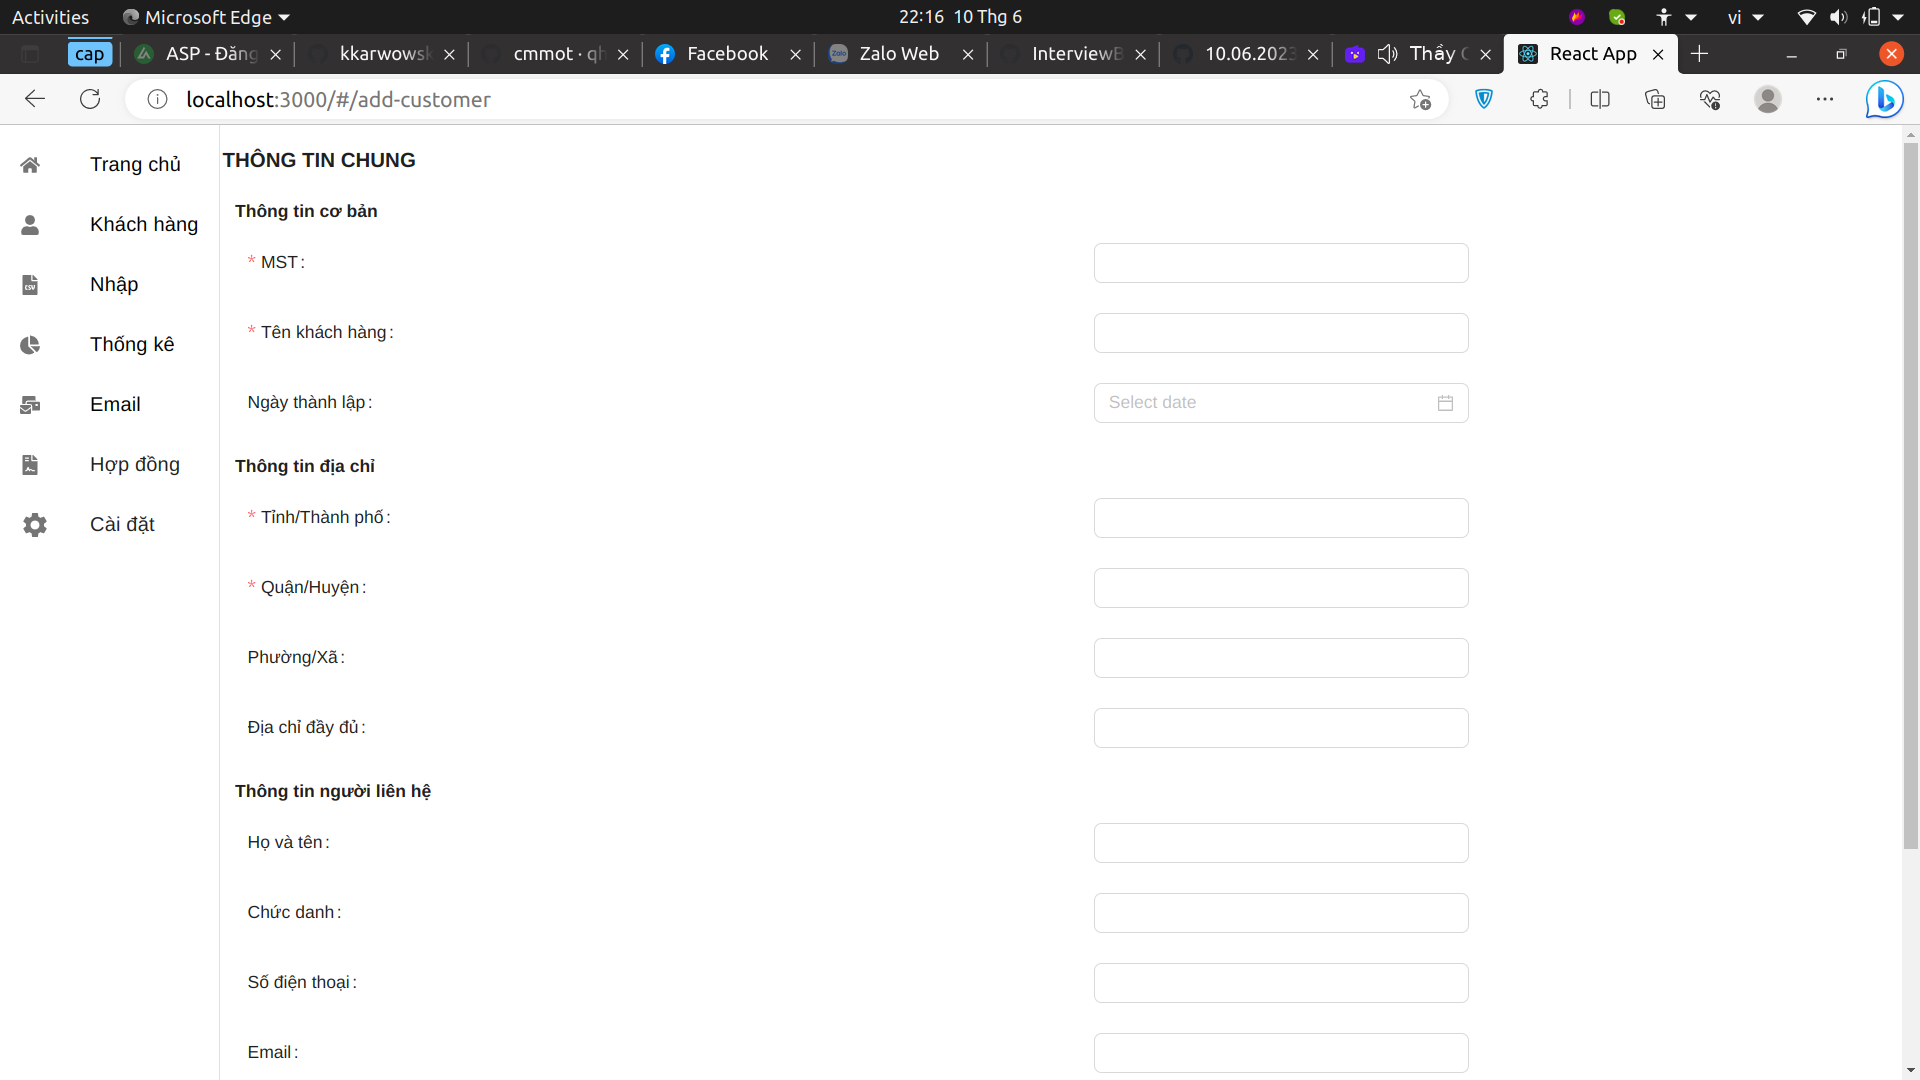 Activities Microsoft Edge 22:16 10 Thg 6 vi
cap ASP - Đăng kkarwows cmmot · qh Facebook Zalo Web Interview 10.06.2023 Thầy React App
localhost:3000/#/add-customer
Trang chủ
Khách hàng
Nhập
Thống kê
Email
Hợp đồng
Cài đặt
THÔNG TIN CHUNG
Thông tin cơ bản
* MST:
* Tên khách hàng:
Ngày thành lập: Select date
Thông tin địa chỉ
* Tỉnh/Thành phố:
* Quận/Huyện:
Phường/Xã:
Địa chỉ đầy đủ:
Thông tin người liên hệ
Họ và tên:
Chức danh:
Số điện thoại:
Email: